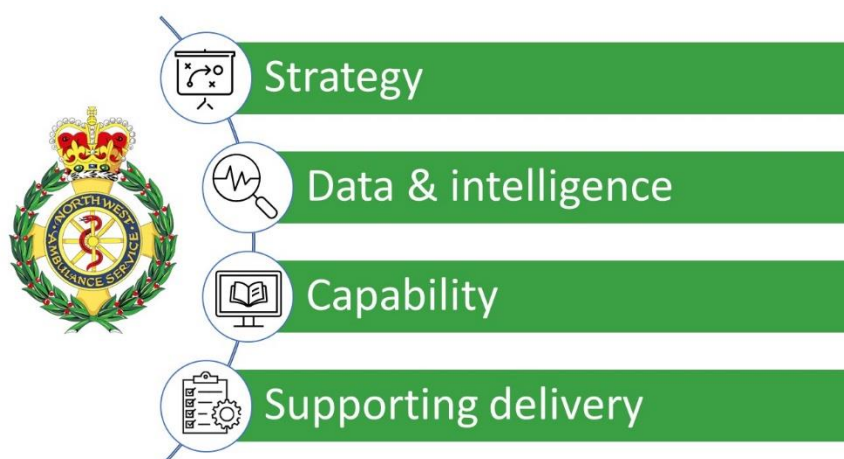 Strategy
Data & intelligence
Capability
Supporting delivery
NORTH WEST
AMBULANCE SERVICE